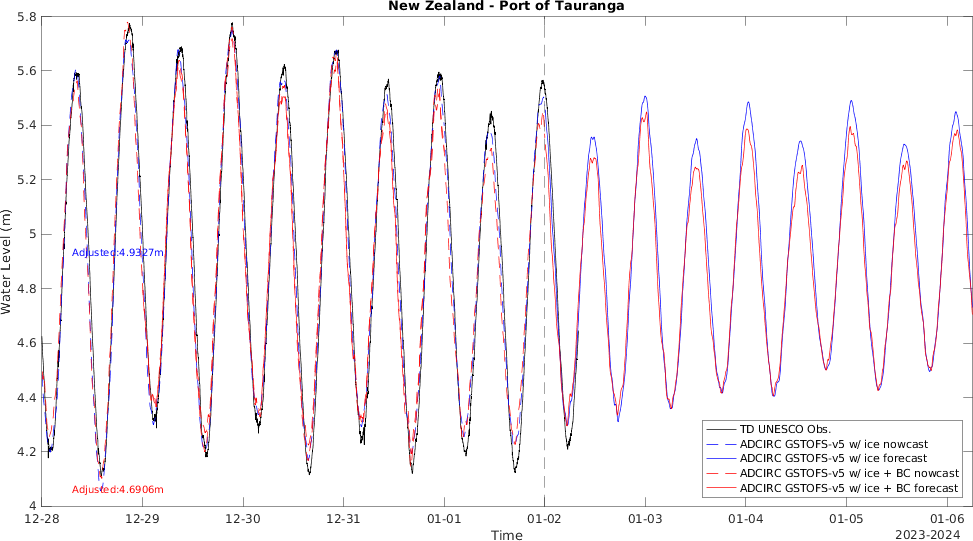 New Zealand - Port of Tauranga
Water Level (m)
5.8
5.6
5.4
5.2
5
4.8
4.6
4.4
4.2
4
Adjusted:4.9327m
Adjusted:4.6906m
TD UNESCO Obs.
ADCIRC GSTOFS-v5 w/ ice nowcast
ADCIRC GSTOFS-v5 w/ ice forecast
ADCIRC GSTOFS-v5 w/ ice + BC nowcast
ADCIRC GSTOFS-v5 w/ ice + BC forecast
12-28 12-29 12-30 12-31 01-01 01-02 01-03 01-04 01-05 01-06
Time
2023-2024